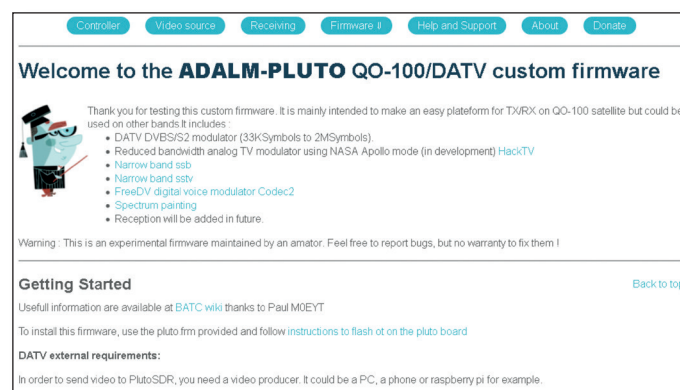 Controller Video source Receiving Firmware II Help and Support About Donate
Welcome to the ADALM-PLUTO QO-100/DATV custom firmware
Thank you for testing this custom firmware. It is mainly intended to make an easy plateform for TX/RX on QO-100 satellite but could be
used on other bands.It includes :
DATV DVBS/S2 modulator (33KSymbols to 2MSymbols).
Reduced bandwidth analog TV modulator using NASA Apollo mode (in development) HackTV
Narrow band ssb
Narrow band sstv
FreeDV digital voice modulator Codec2
Spectrum painting
Reception will be added in future.
Warning : This is an experimental firmware maintained by an amator. Feel free to report bugs, but no warranty to fix them !
Getting Started Back to top
Usefull information are available at BATC wiki thanks to Paul M0EYT
To install this firmware, use the pluto frm provided and follow instructions to flash ot on the pluto board
DATV external requirements:
In order to send video to PlutoSDR, you need a video producer. It could be a PC, a phone or raspberry pi for example.